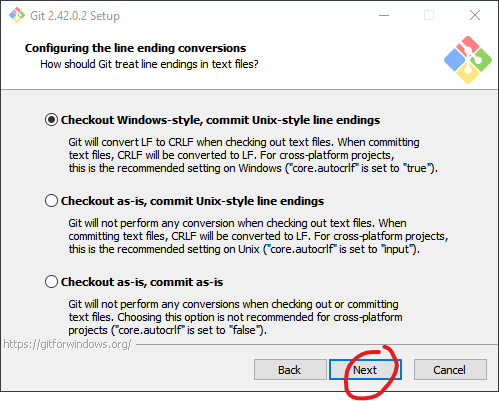 Git 2.42.0.2 Setup
Configuring the line ending conversions
How should Git treat line endings in text files?
Checkout Windows-style, commit Unix-style line endings
Git will convert LF to CRLF when checking out text files. When committing
text files, CRLF will be converted to LF. For cross-platform projects,
this is the recommended setting on Windows ("core.autocrlf" is set to "true").
Checkout as-is, commit Unix-style line endings
Git will not perform any conversion when checking out text files. When
committing text files, CRLF will be converted to LF. For cross-platform projects,
this is the recommended setting on Unix ("core.autocrlf" is set to "input").
Checkout as-is, commit as-is
Git will not perform any conversions when checking out or committing
text files. Choosing this option is not recommended for cross-platform
projects ("core.autocrlf" is set to "false").
https://gitforwindows.org/
Back Next Cancel